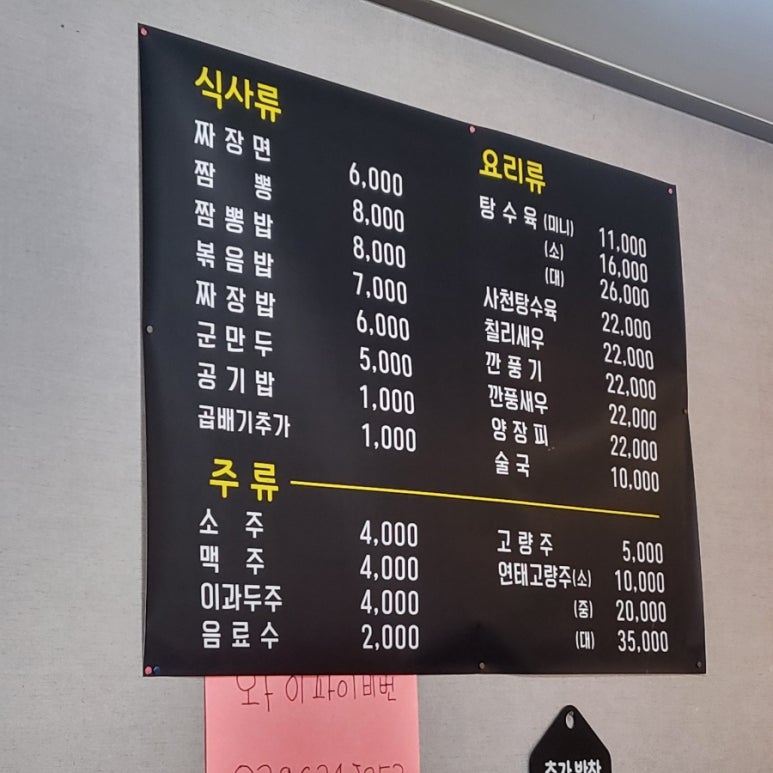 식사류
짜장면 6,000
짬뽕 8,000
짬뽕밥 8,000
볶음밥 7,000
짜장밥 6,000
군만두 5,000
공기밥 1,000
곱배기추가 1,000
요리류
탕수육 (미니) 11,000
(소) 16,000
(대) 26,000
사천탕수육 22,000
칠리새우 22,000
깐풍기 22,000
깐풍새우 22,000
양장피 22,000
술국 10,000
주류
소주 4,000
맥주 4,000
이과두주 4,000
음료수 2,000
고량주 5,000
연태고량주(소) 10,000
(중) 20,000
(대) 35,000
와이파이비번